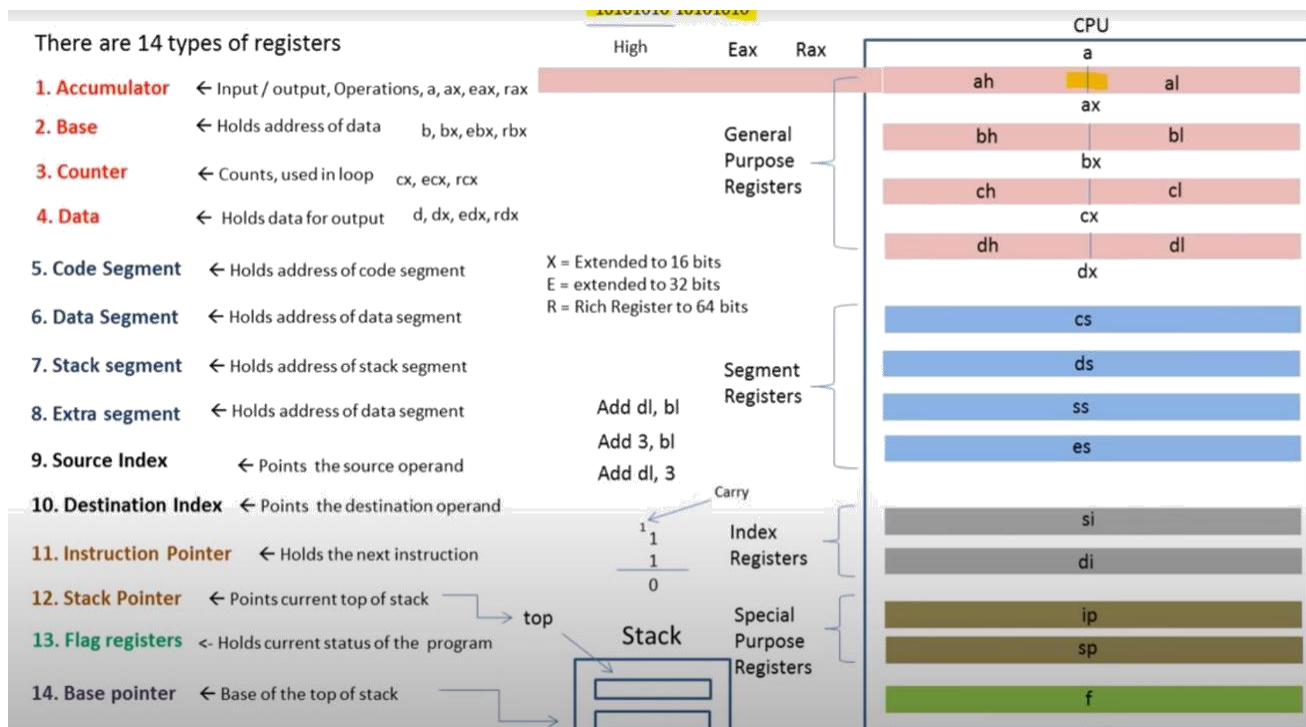 10101010 10101010
There are 14 types of registers
High
Eax
Rax
CPU
a
1. Accumulator ← Input / output, Operations, a, ax, eax, rax
ah
al
ax
2. Base ← Holds address of data b, bx, ebx, rbx
General
Purpose
Registers
bh
bl
bx
3. Counter ← Counts, used in loop cx, ecx, rcx
ch
cl
cx
4. Data ← Holds data for output d, dx, edx, rdx
dh
dl
dx
5. Code Segment ← Holds address of code segment
X = Extended to 16 bits
E = extended to 32 bits
R = Rich Register to 64 bits
6. Data Segment ← Holds address of data segment
cs
7. Stack segment ← Holds address of stack segment
Segment
Registers
ds
8. Extra segment ← Holds address of data segment
Add dl, bl
Add 3, bl
Add dl, 3
ss
es
9. Source Index ← Points the source operand
10. Destination Index ← Points the destination operand
Carry
1
1
1
0
Index
Registers
si
di
11. Instruction Pointer ← Holds the next instruction
12. Stack Pointer ← Points current top of stack
top
Stack
Special
Purpose
Registers
ip
sp
13. Flag registers <- Holds current status of the program
14. Base pointer ← Base of the top of stack
f